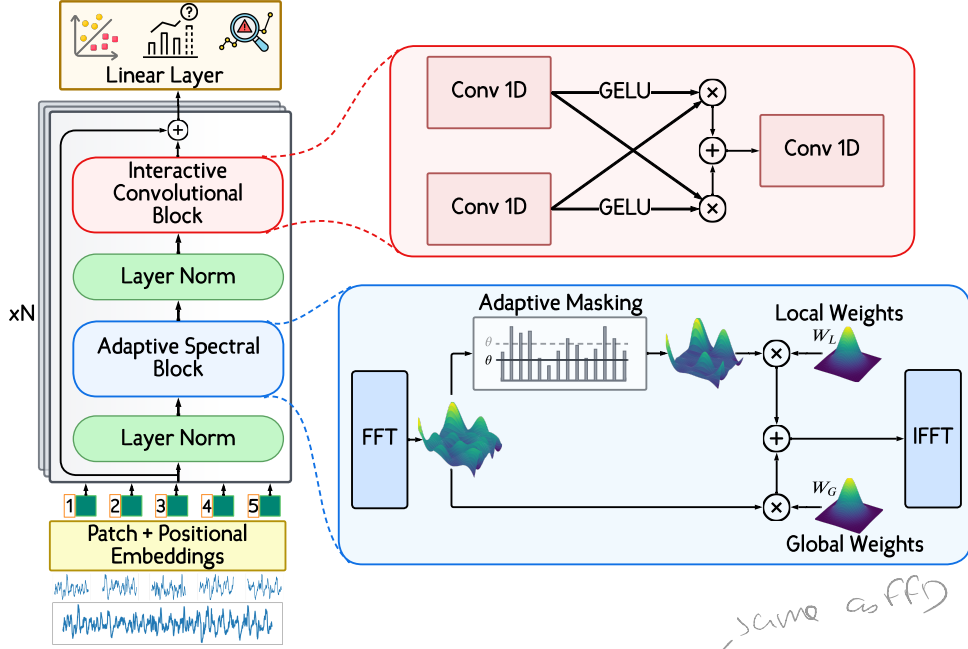 ?
Linear Layer
+
Interactive
Convolutional
Block
Layer Norm
xN
Adaptive Spectral
Block
Layer Norm
1 2 3 4 5
Patch + Positional
Embeddings
Conv 1D
GELU
×
+
Conv 1D
Conv 1D
GELU
×
Adaptive Masking
θ
θ
Local Weights
W_L
×
FFT
+
IFFT
W_G
×
Global Weights
same as FFD